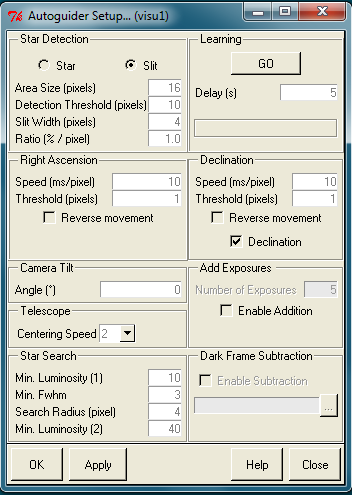 Autoguider Setup... (visu1)
Star Detection
Star Slit
Area Size (pixels) 16
Detection Threshold (pixels) 10
Slit Width (pixels) 4
Ratio (% / pixel) 1.0
Learning
GO
Delay (s) 5
Right Ascension
Speed (ms/pixel) 10
Threshold (pixels) 1
Reverse movement
Declination
Speed (ms/pixel) 10
Threshold (pixels) 1
Reverse movement
Declination
Camera Tilt
Angle (°) 0
Add Exposures
Number of Exposures 5
Enable Addition
Telescope
Centering Speed 2
Star Search
Min. Luminosity (1) 10
Min. Fwhm 3
Search Radius (pixel) 4
Min. Luminosity (2) 40
Dark Frame Subtraction
Enable Subtraction
...
OK Apply Help Close